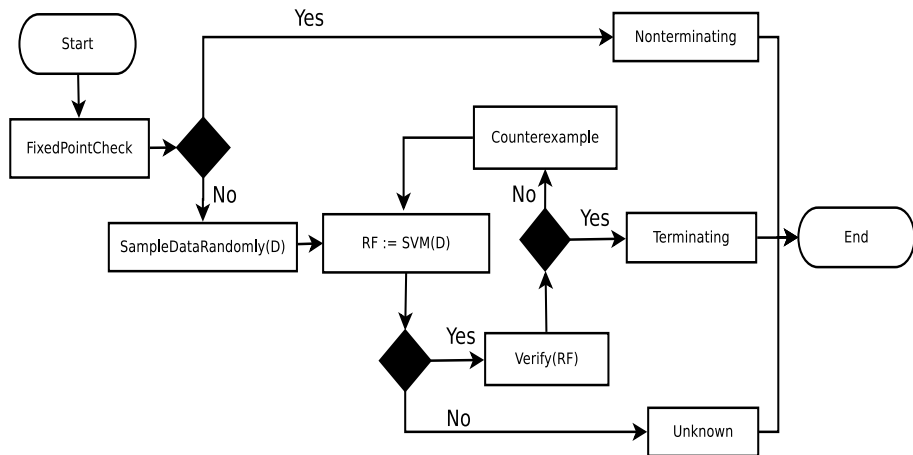 Yes
Start
Nonterminating
FixedPointCheck
Counterexample
No
No
Yes
SampleDataRandomly(D)
RF := SVM(D)
Terminating
End
Yes
Verify(RF)
No
Unknown